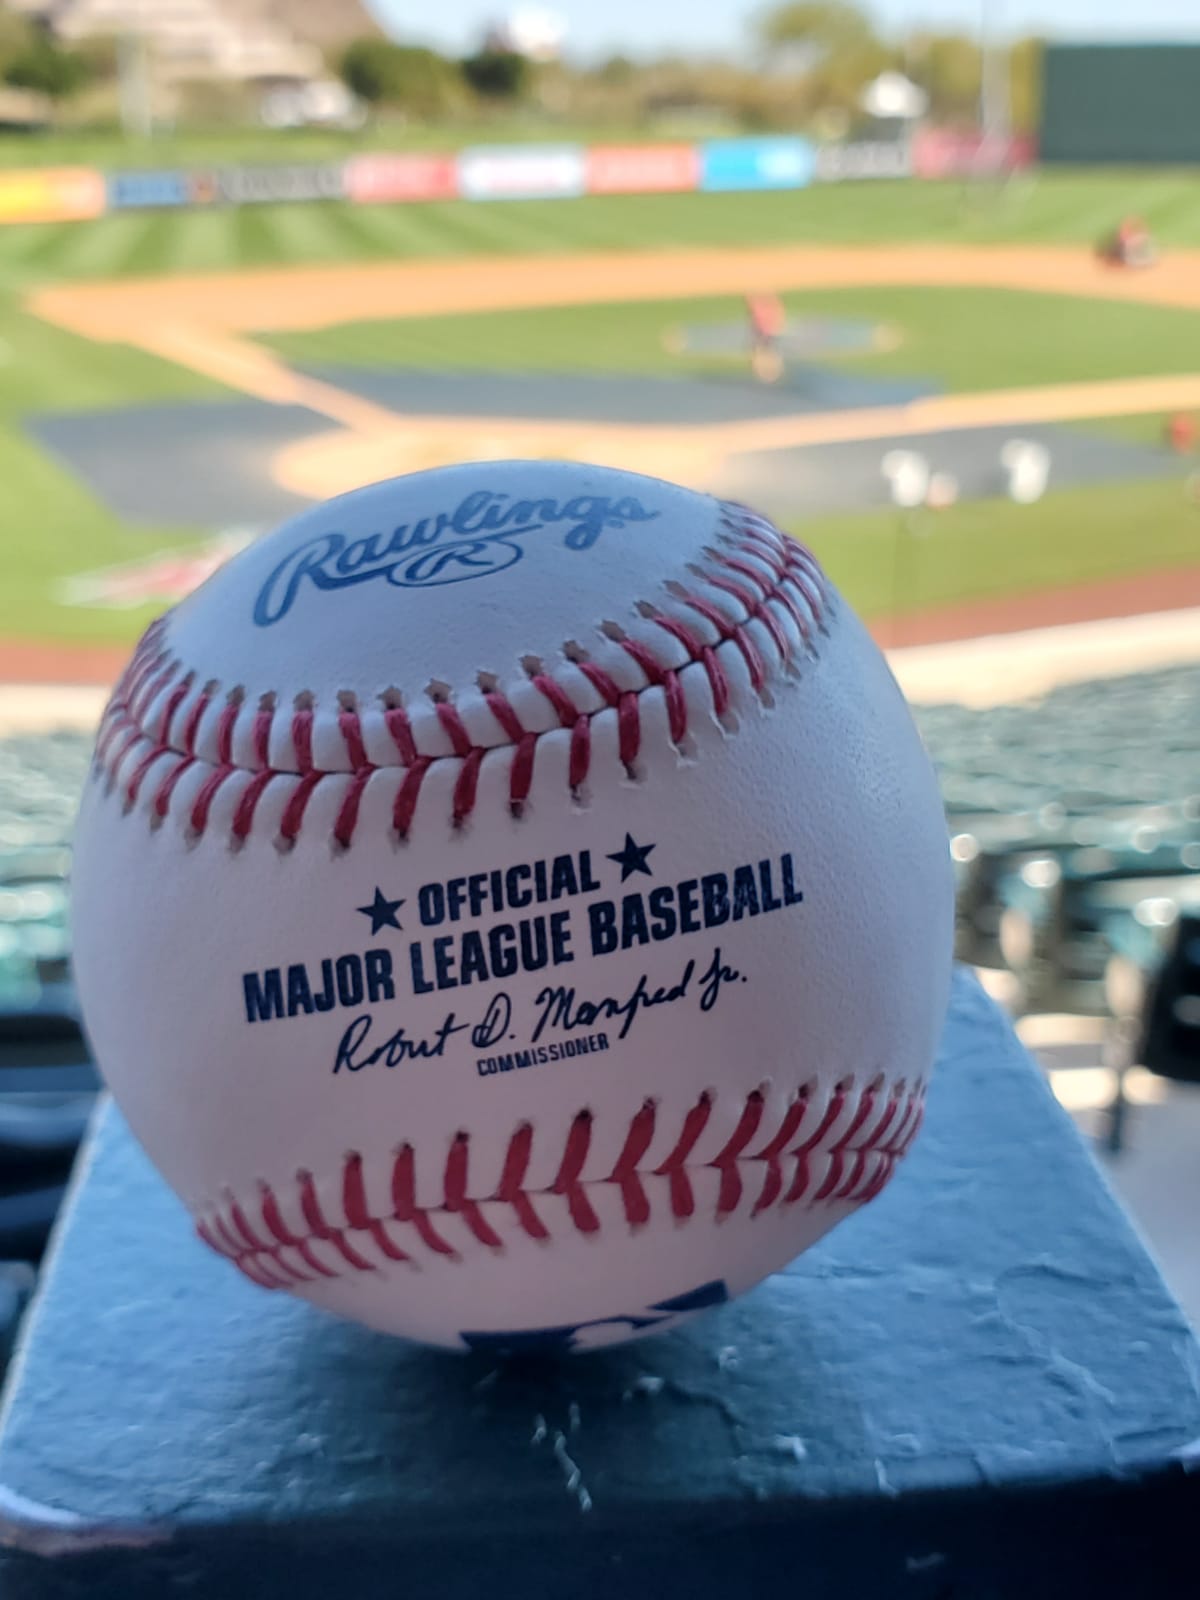 Rawlings
R
★ OFFICIAL ★
MAJOR LEAGUE BASEBALL
Robert D. Manfred Jr.
COMMISSIONER